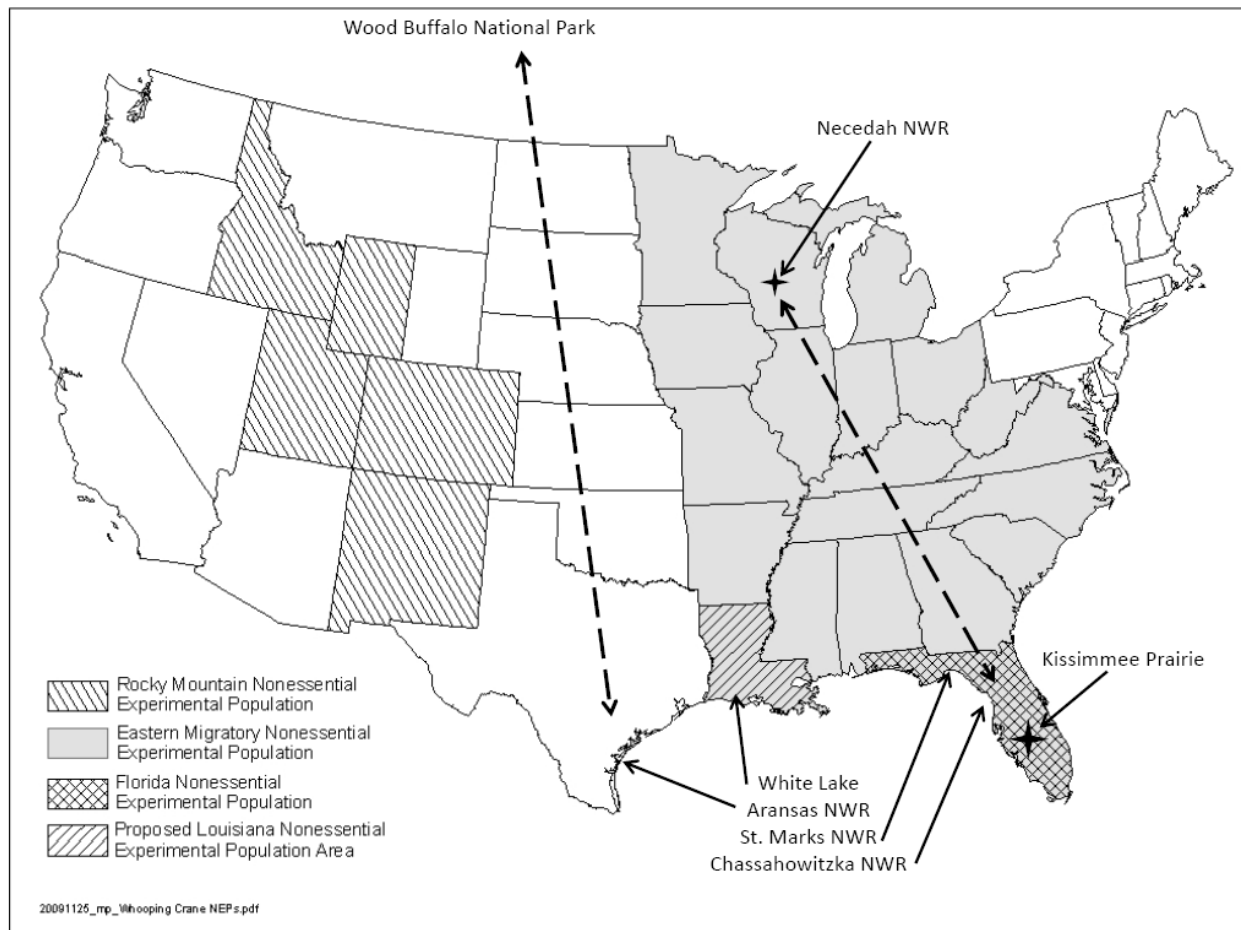 Wood Buffalo National Park
Necedah NWR
Kissimmee Prairie
Rocky Mountain Nonessential
Experimental Population
Eastern Migratory Nonessential
Experimental Population
Florida Nonessential
Experimental Population
Proposed Louisiana Nonessential
Experimental Population Area
White Lake
Aransas NWR
St. Marks NWR
Chassahowitzka NWR
20091125_mp_Whooping Crane NEPs.pdf